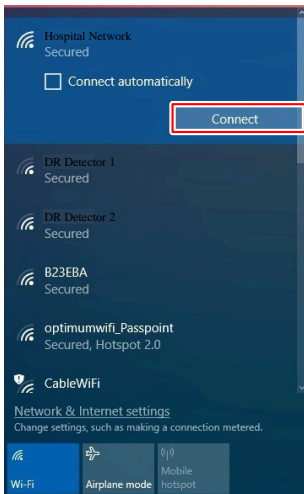 Hospital Network
Secured
Connect automatically
Connect
DR Detector 1
Secured
DR Detector 2
Secured
B23EBA
Secured
optimumwifi_Passpoint
Secured, Hotspot 2.0
CableWiFi
Network & Internet settings
Change settings, such as making a connection metered.
Wi-Fi
Airplane mode
Mobile
hotspot